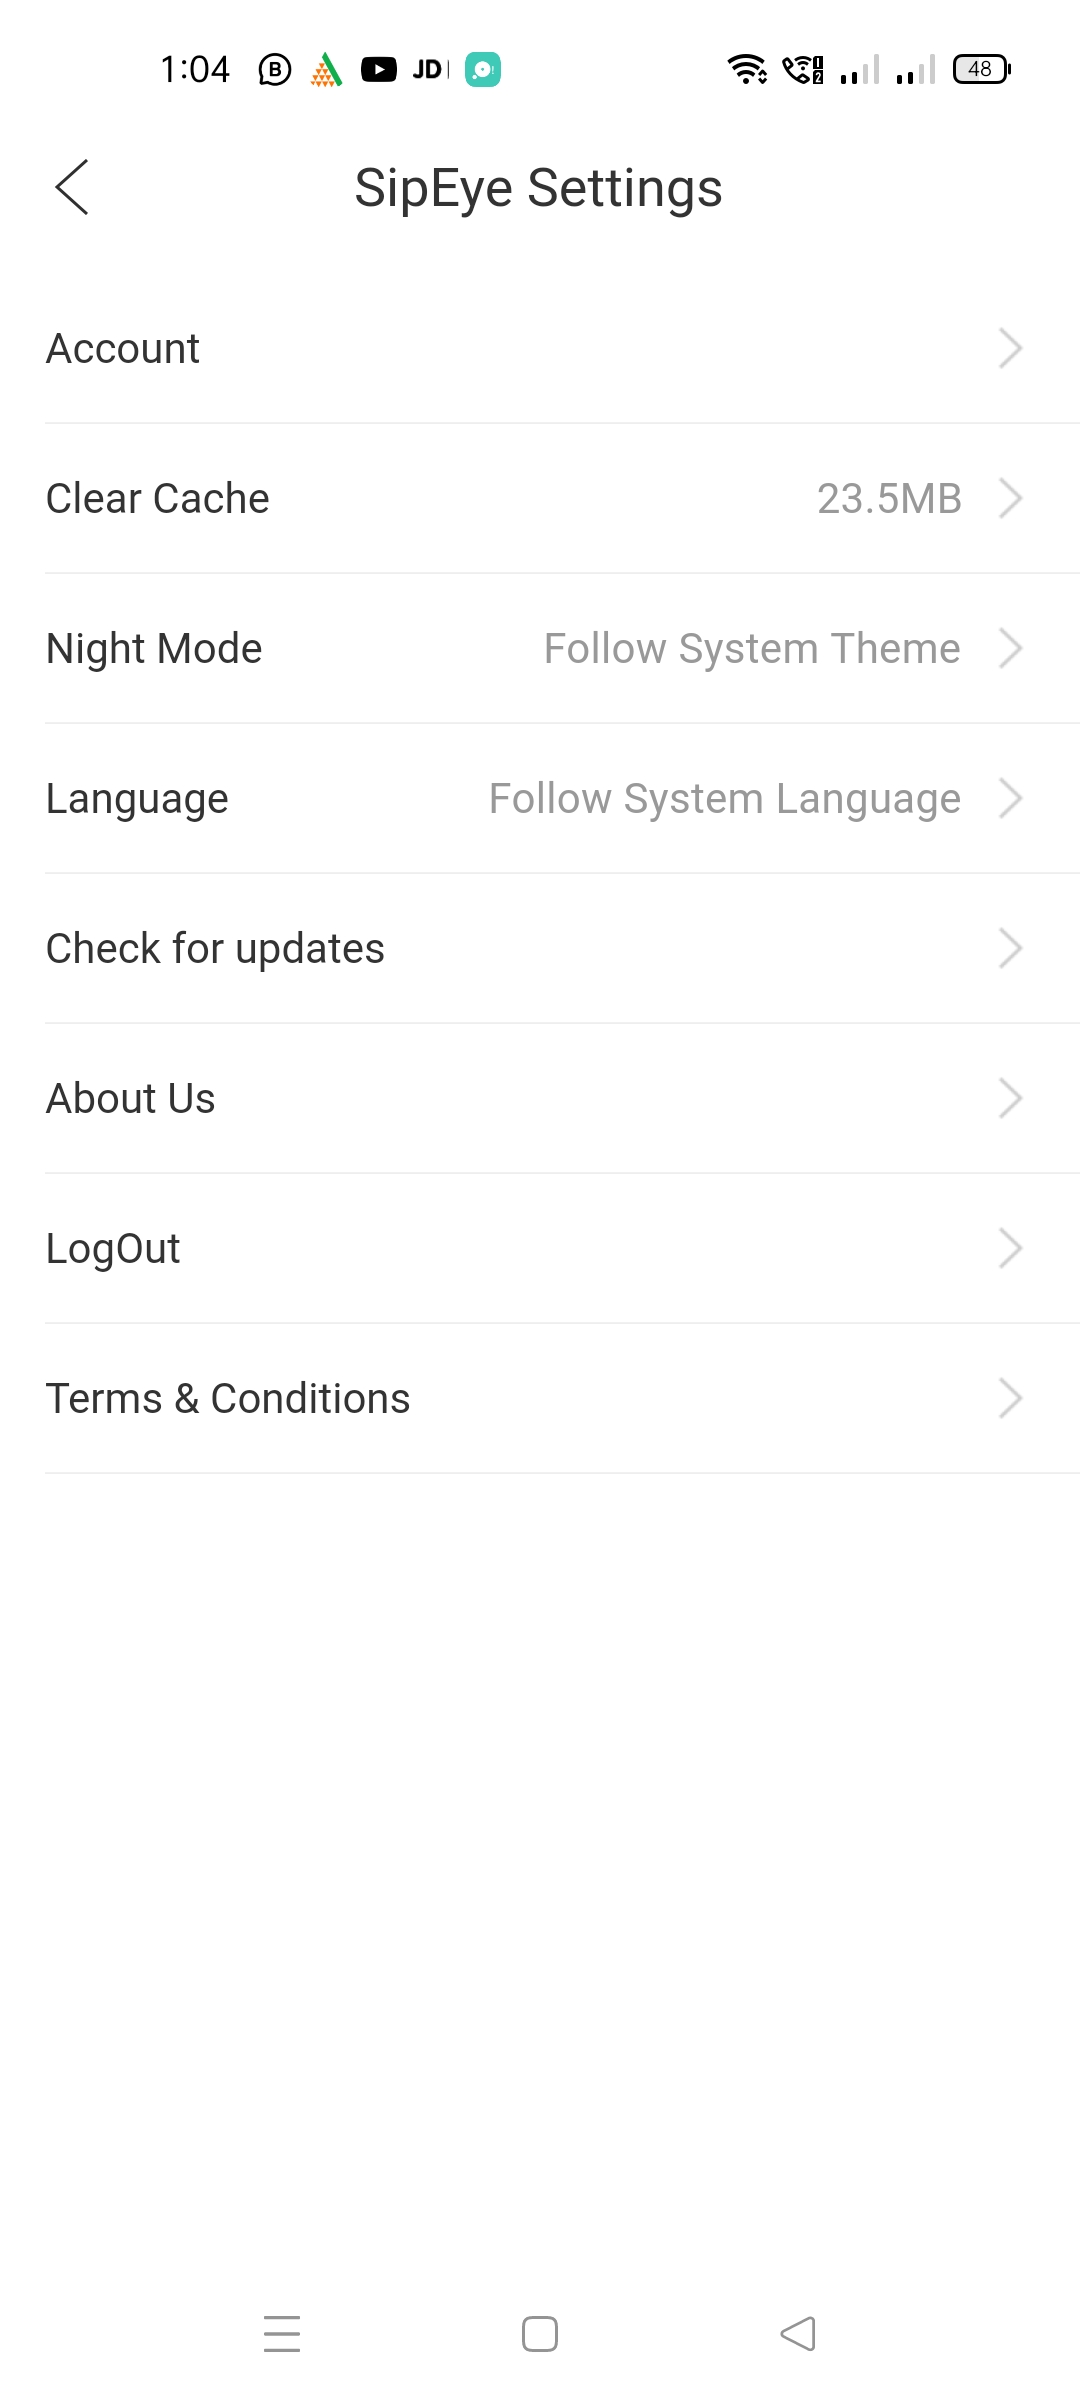 1:04 B JD 48
SipEye Settings
Account
Clear Cache 23.5MB
Night Mode Follow System Theme
Language Follow System Language
Check for updates
About Us
LogOut
Terms & Conditions